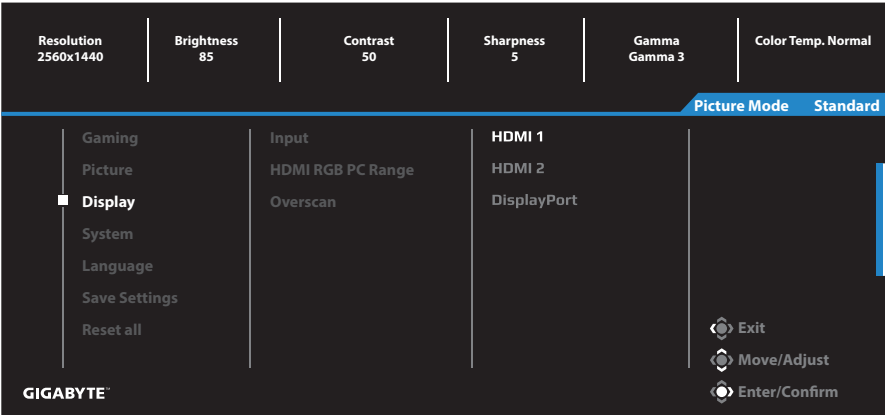 Resolution
2560x1440
Brightness
85
Contrast
50
Sharpness
5
Gamma
Gamma 3
Color Temp. Normal
Picture Mode Standard
Gaming
Picture
Display
System
Language
Save Settings
Reset all
Input
HDMI RGB PC Range
Overscan
HDMI 1
HDMI 2
DisplayPort
Exit
Move/Adjust
Enter/Confirm
GIGABYTE™